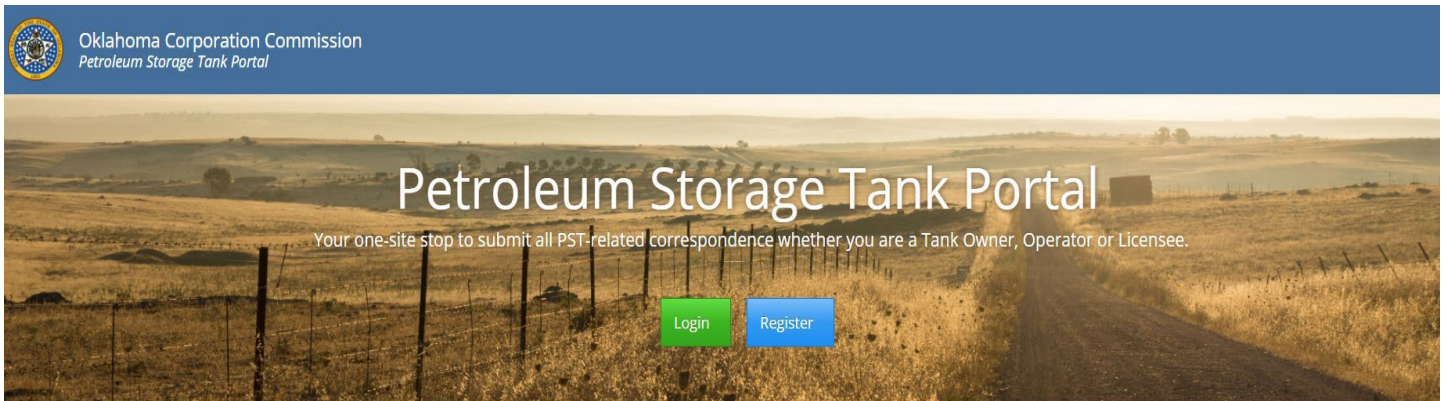 Oklahoma Corporation Commission
Petroleum Storage Tank Portal
Petroleum Storage Tank Portal
Your one-site stop to submit all PST-related correspondence whether you are a Tank Owner, Operator or Licensee.
Login Register